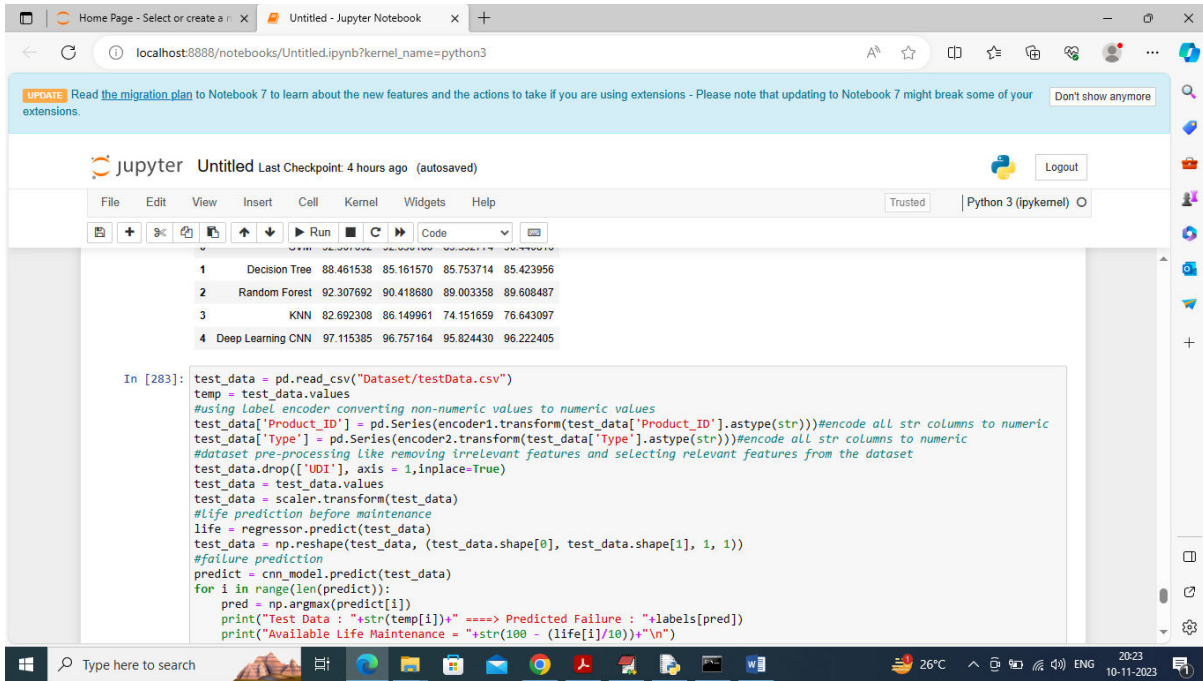 Home Page - Select or create a n
Untitled - Jupyter Notebook
localhost:8888/notebooks/Untitled.ipynb?kernel_name=python3
UPDATE Read the migration plan to Notebook 7 to learn about the new features and the actions to take if you are using extensions - Please note that updating to Notebook 7 might break some of your extensions.
Don't show anymore
jupyter Untitled Last Checkpoint: 4 hours ago (autosaved)
Logout
File Edit View Insert Cell Kernel Widgets Help
Trusted Python 3 (ipykernel)
Run Code
1 Decision Tree 88.461538 85.161570 85.753714 85.423956
2 Random Forest 92.307692 90.418680 89.003358 89.608487
3 KNN 82.692308 86.149961 74.151659 76.643097
4 Deep Learning CNN 97.115385 96.757164 95.824430 96.222405
In [283]: test_data = pd.read_csv("Dataset/testData.csv")
temp = test_data.values
#using label encoder converting non-numeric values to numeric values
test_data['Product_ID'] = pd.Series(encoder1.transform(test_data['Product_ID'].astype(str)))#encode all str columns to numeric
test_data['Type'] = pd.Series(encoder2.transform(test_data['Type'].astype(str)))#encode all str columns to numeric
#dataset pre-processing like removing irrelevant features and selecting relevant features from the dataset
test_data.drop(['UDI'], axis = 1,inplace=True)
test_data = test_data.values
test_data = scaler.transform(test_data)
#life prediction before maintenance
life = regressor.predict(test_data)
test_data = np.reshape(test_data, (test_data.shape[0], test_data.shape[1], 1, 1))
#failure prediction
predict = cnn_model.predict(test_data)
for i in range(len(predict)):
pred = np.argmax(predict[i])
print("Test Data : "+str(temp[i])+" ====> Predicted Failure : "+labels[pred])
print("Available Life Maintenance = "+str(100 - (life[i]/10))+"\n")
Type here to search
26°C
ENG
20:23
10-11-2023